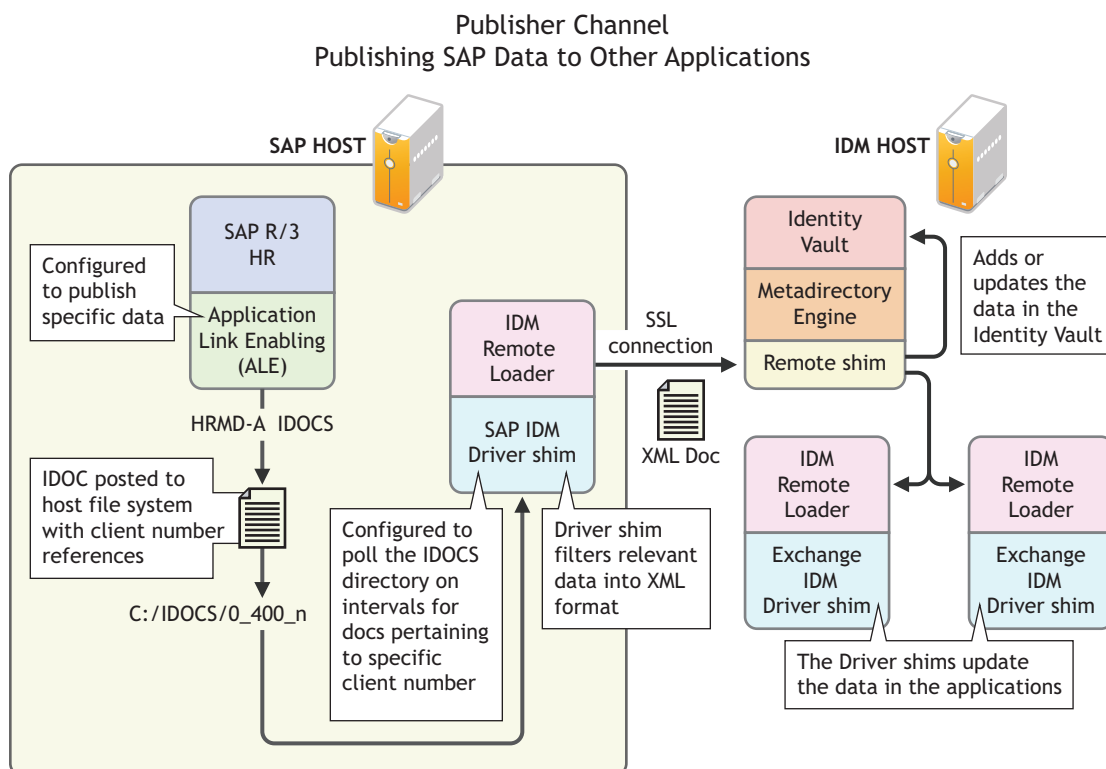 Publisher Channel
Publishing SAP Data to Other Applications
SAP HOST
IDM HOST
SAP R/3
HR
Configured
to publish
specific data
Application
Link Enabling
(ALE)
HRMD-A IDOCS
IDOC posted to
host file system
with client number
references
C:/IDOCS/0_400_n
IDM
Remote
Loader
SAP IDM
Driver shim
Configured to
poll the IDOCS
directory on
intervals for
docs pertaining
to specific
client number
Driver shim
filters relevant
data into XML
format
SSL
connection
XML Doc
Identity
Vault
Metadirectory
Engine
Remote shim
Adds or
updates the
data in the
Identity Vault
IDM
Remote
Loader
Exchange
IDM
Driver shim
IDM
Remote
Loader
Exchange
IDM
Driver shim
The Driver shims update
the data in the applications